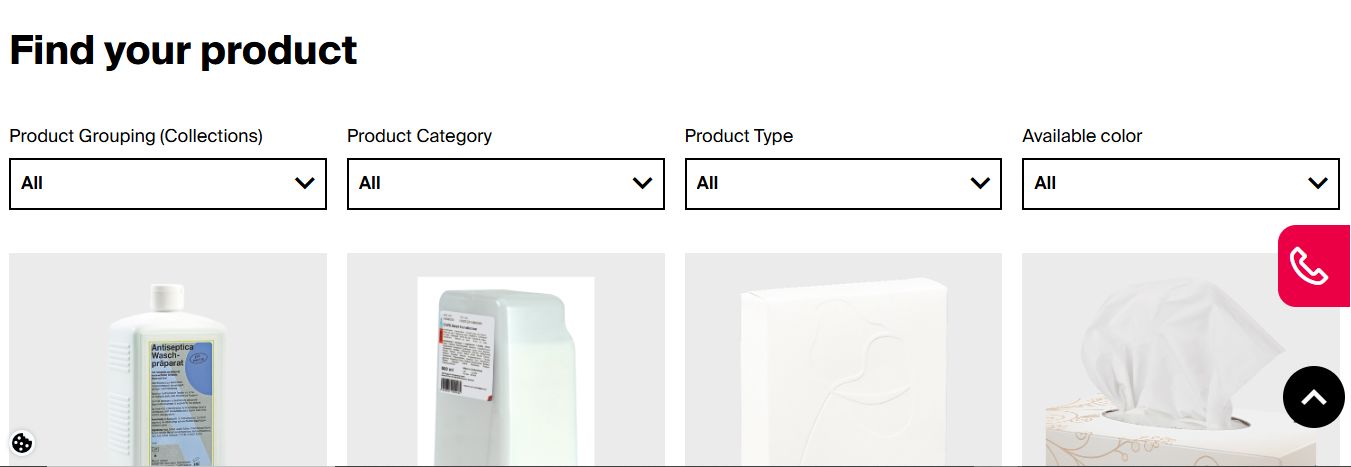 Find your product
Product Grouping (Collections)
Product Category
Product Type
Available color
All
All
All
All
Antiseptica
Wasch-
präparat